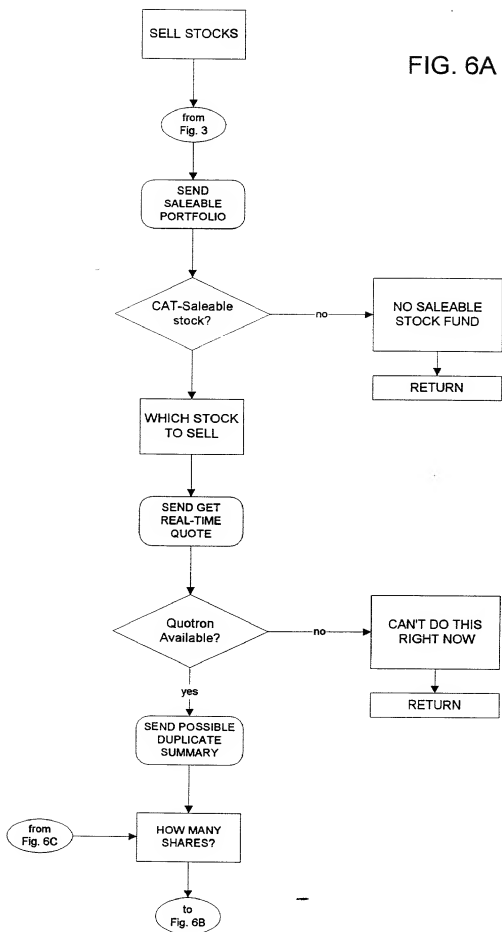 SELL STOCKS
FIG. 6A
from
Fig. 3
SEND
SALEABLE
PORTFOLIO
CAT-Saleable
stock?
no
NO SALEABLE
STOCK FUND
RETURN
WHICH STOCK
TO SELL
SEND GET
REAL-TIME
QUOTE
Quotron
Available?
no
CAN'T DO THIS
RIGHT NOW
RETURN
yes
SEND POSSIBLE
DUPLICATE
SUMMARY
from
Fig. 6C
HOW MANY
SHARES?
to
Fig. 6B